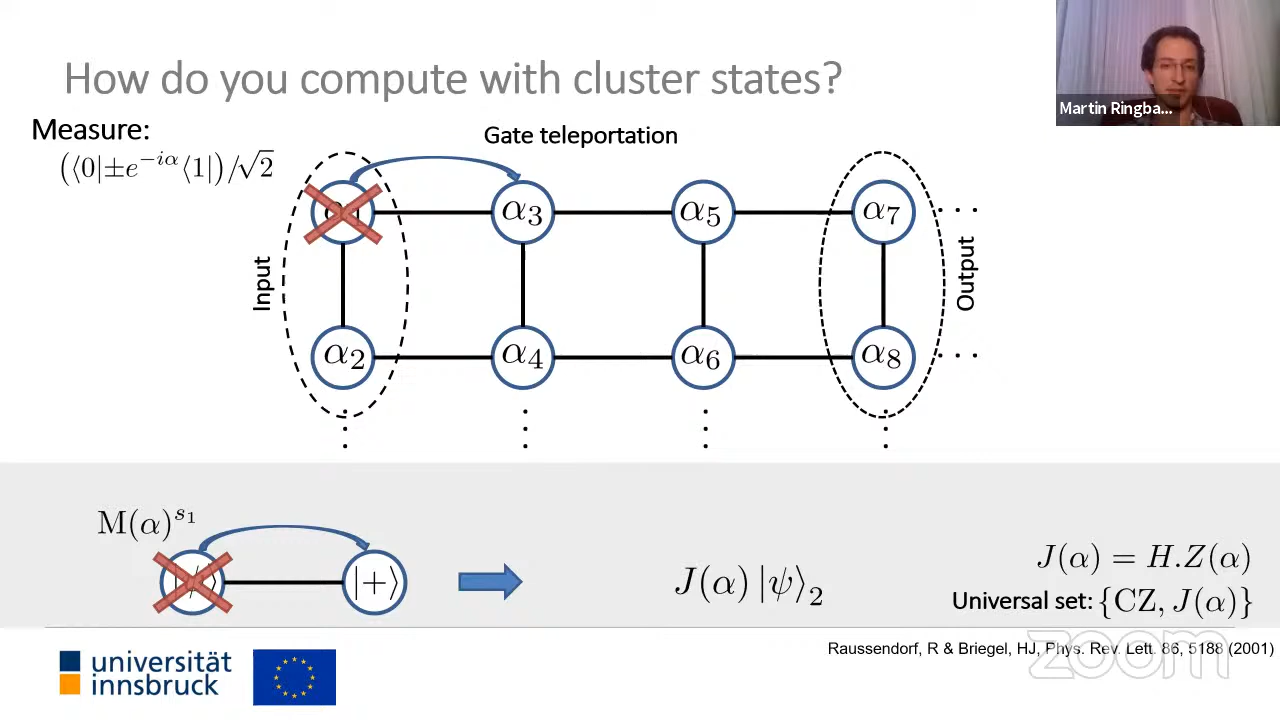 How do you compute with cluster states?
Martin Ringba...
Measure:
(⟨0|±e^{-iα}⟨1|)/√2
Gate teleportation
α₃
α₅
α₇
. . .
Input
Output
α₂
α₄
α₆
α₈
. . .
M(α)^{s₁}
|+⟩
J(α)|ψ⟩₂
J(α) = H.Z(α)
Universal set: {CZ, J(α)}
Raussendorf, R & Briegel, HJ, Phys. Rev. Lett. 86, 5188 (2001)
universität
innsbruck
zoom